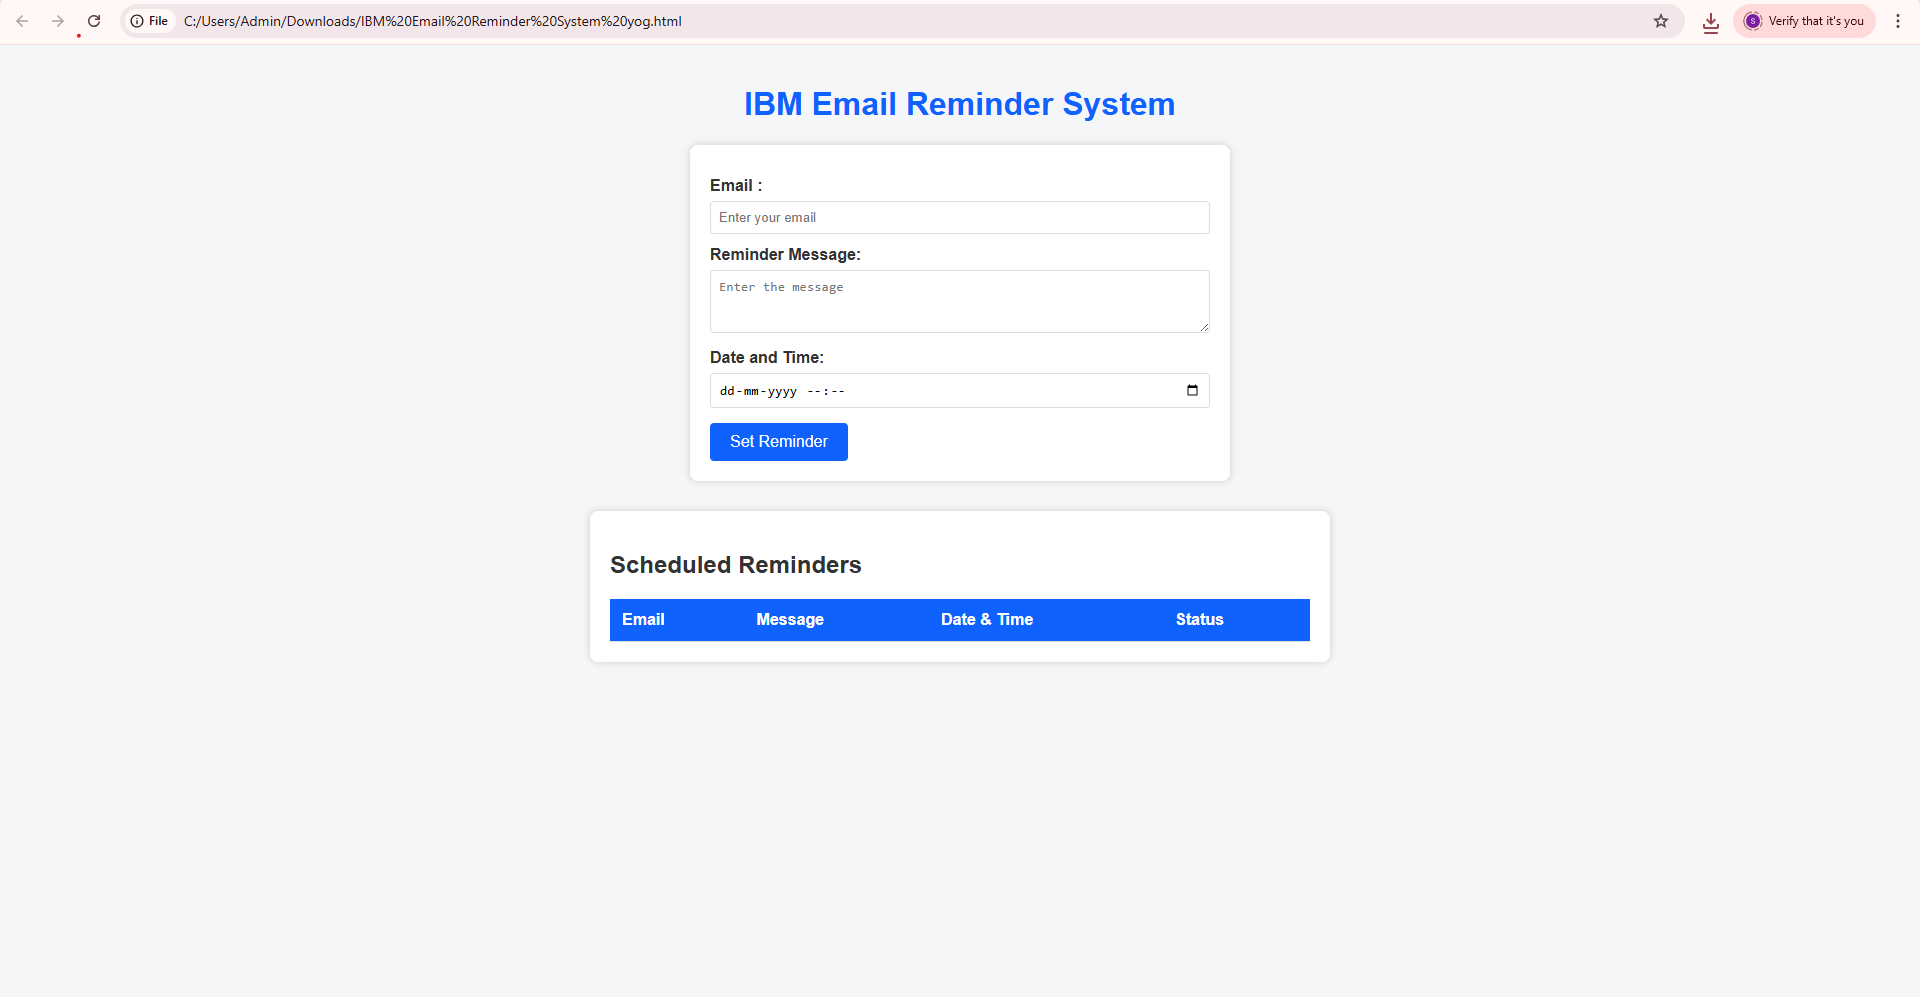 File C:/Users/Admin/Downloads/IBM%20Email%20Reminder%20System%20yog.html S Verify that it's you
IBM Email Reminder System
Email :
Enter your email
Reminder Message:
Enter the message
Date and Time:
dd-mm-yyyy --:--
Set Reminder
Scheduled Reminders
Email Message Date & Time Status